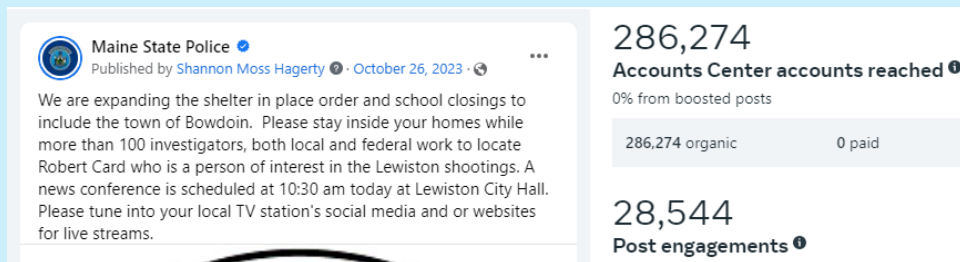 Maine State Police
Published by Shannon Moss Hagerty · October 26, 2023 ·
We are expanding the shelter in place order and school closings to
include the town of Bowdoin.  Please stay inside your homes while
more than 100 investigators, both local and federal work to locate
Robert Card who is a person of interest in the Lewiston shootings. A
news conference is scheduled at 10:30 am today at Lewiston City Hall.
Please tune into your local TV station's social media and or websites
for live streams.
286,274
Accounts Center accounts reached
0% from boosted posts
286,274 organic 0 paid
28,544
Post engagements